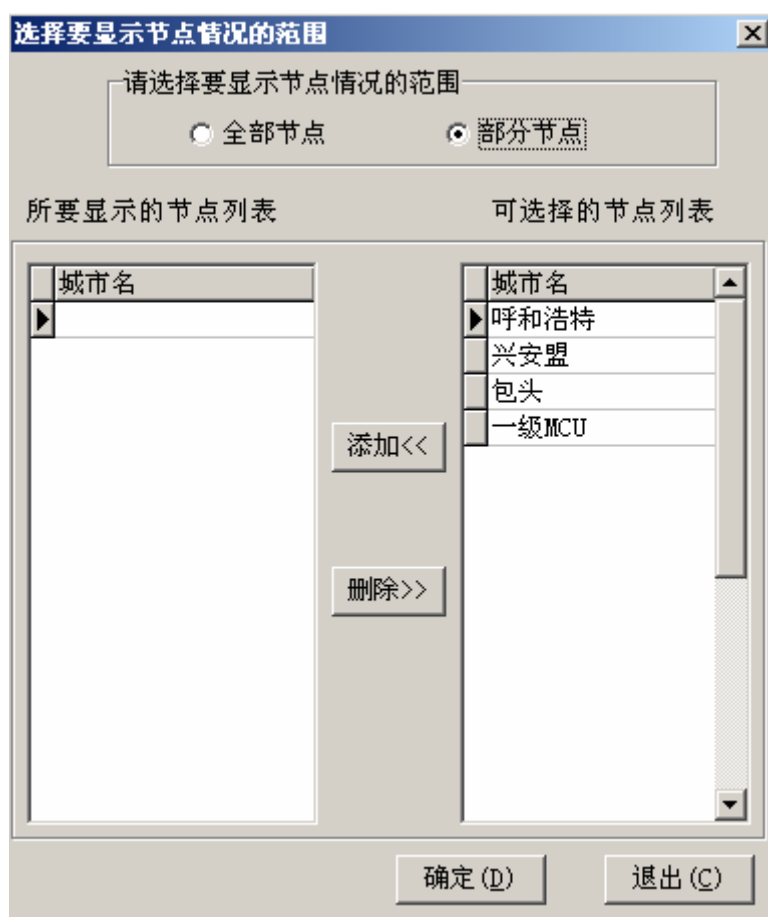 选择要显示节点情况的范围
请选择要显示节点情况的范围
全部节点 部分节点
所要显示的节点列表 可选择的节点列表
城市名 城市名
呼和浩特
兴安盟
包头
一级MCU
添加<<
删除>>
确定(D) 退出(C)